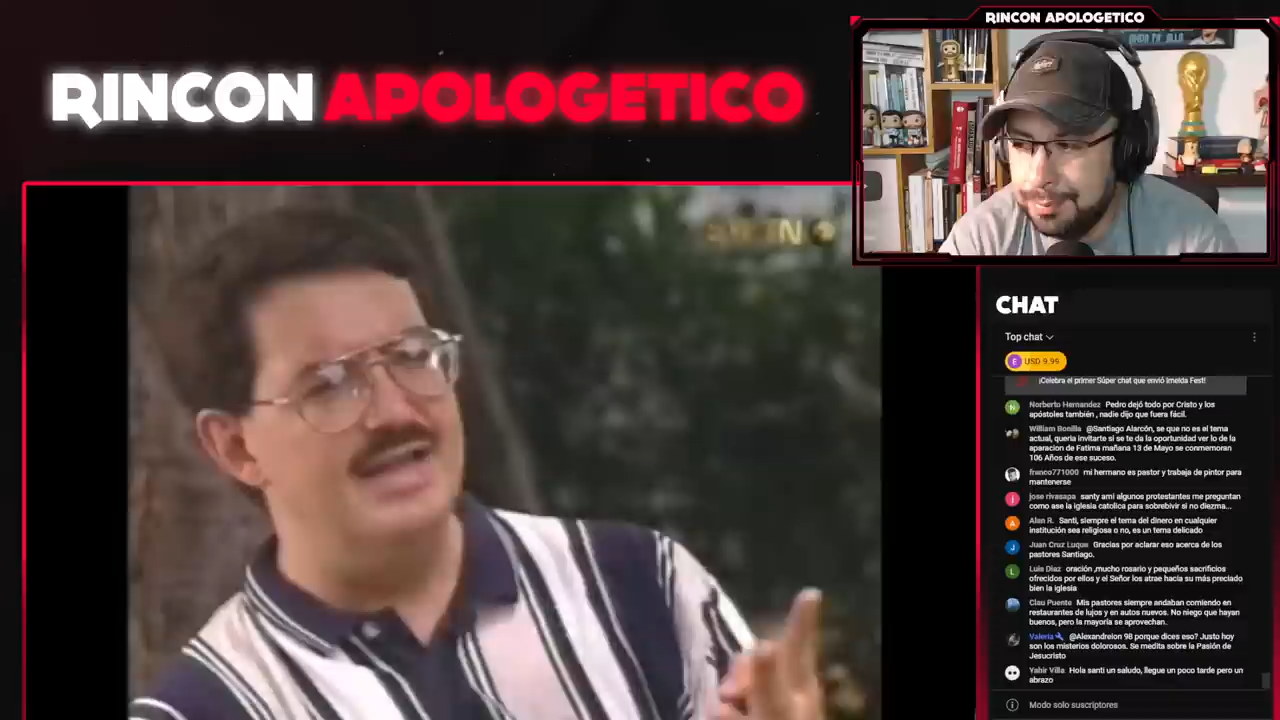 RINCON APOLOGETICO
RINCON APOLOGETICO
CHAT
Top chat
E USD 9.99
¡Celebra el primer Súper chat que envió Imelda Fest!
N Norberto Hernandez Pedro dejó todo por Cristo y los
apóstoles también , nadie dijo que fuera fácil.
William Bonilla @Santiago Alarcón, se que no es el tema
actual, queria invitarte si se te da la oportunidad ver lo de la
aparacion de Fatima mañana 13 de Mayo se conmemoran
106 Años de ese suceso.
franco771000 mi hermano es pastor y trabaja de pintor para
mantenerse
j jose rivasapa santy ami algunos protestantes me preguntan
como ase la iglesia catolica para sobrebivir si no diezma...
A Alan R. Santi, siempre el tema del dinero en cualquier
institución sea religiosa o no, es un tema delicado
J Juan Cruz Luque Gracias por aclarar eso acerca de los
pastores Santiago.
L Luis Diaz oración ,mucho rosario y pequeños sacrificios
ofrecidos por ellos y el Señor los atrae hacia su más preciado
bien la iglesia
Clau Puente Mis pastores siempre andaban comiendo en
restaurantes de lujos y en autos nuevos. No niego que hayan
buenos, pero la mayoría se aprovechan.
Valeria @Alexandreion 98 porque dices eso? Justo hoy
son los misterios dolorosos. Se medita sobre la Pasión de
Jesucristo
Yahir Villa Hola santi un saludo, llegue un poco tarde pero un
abrazo
Modo solo suscriptores